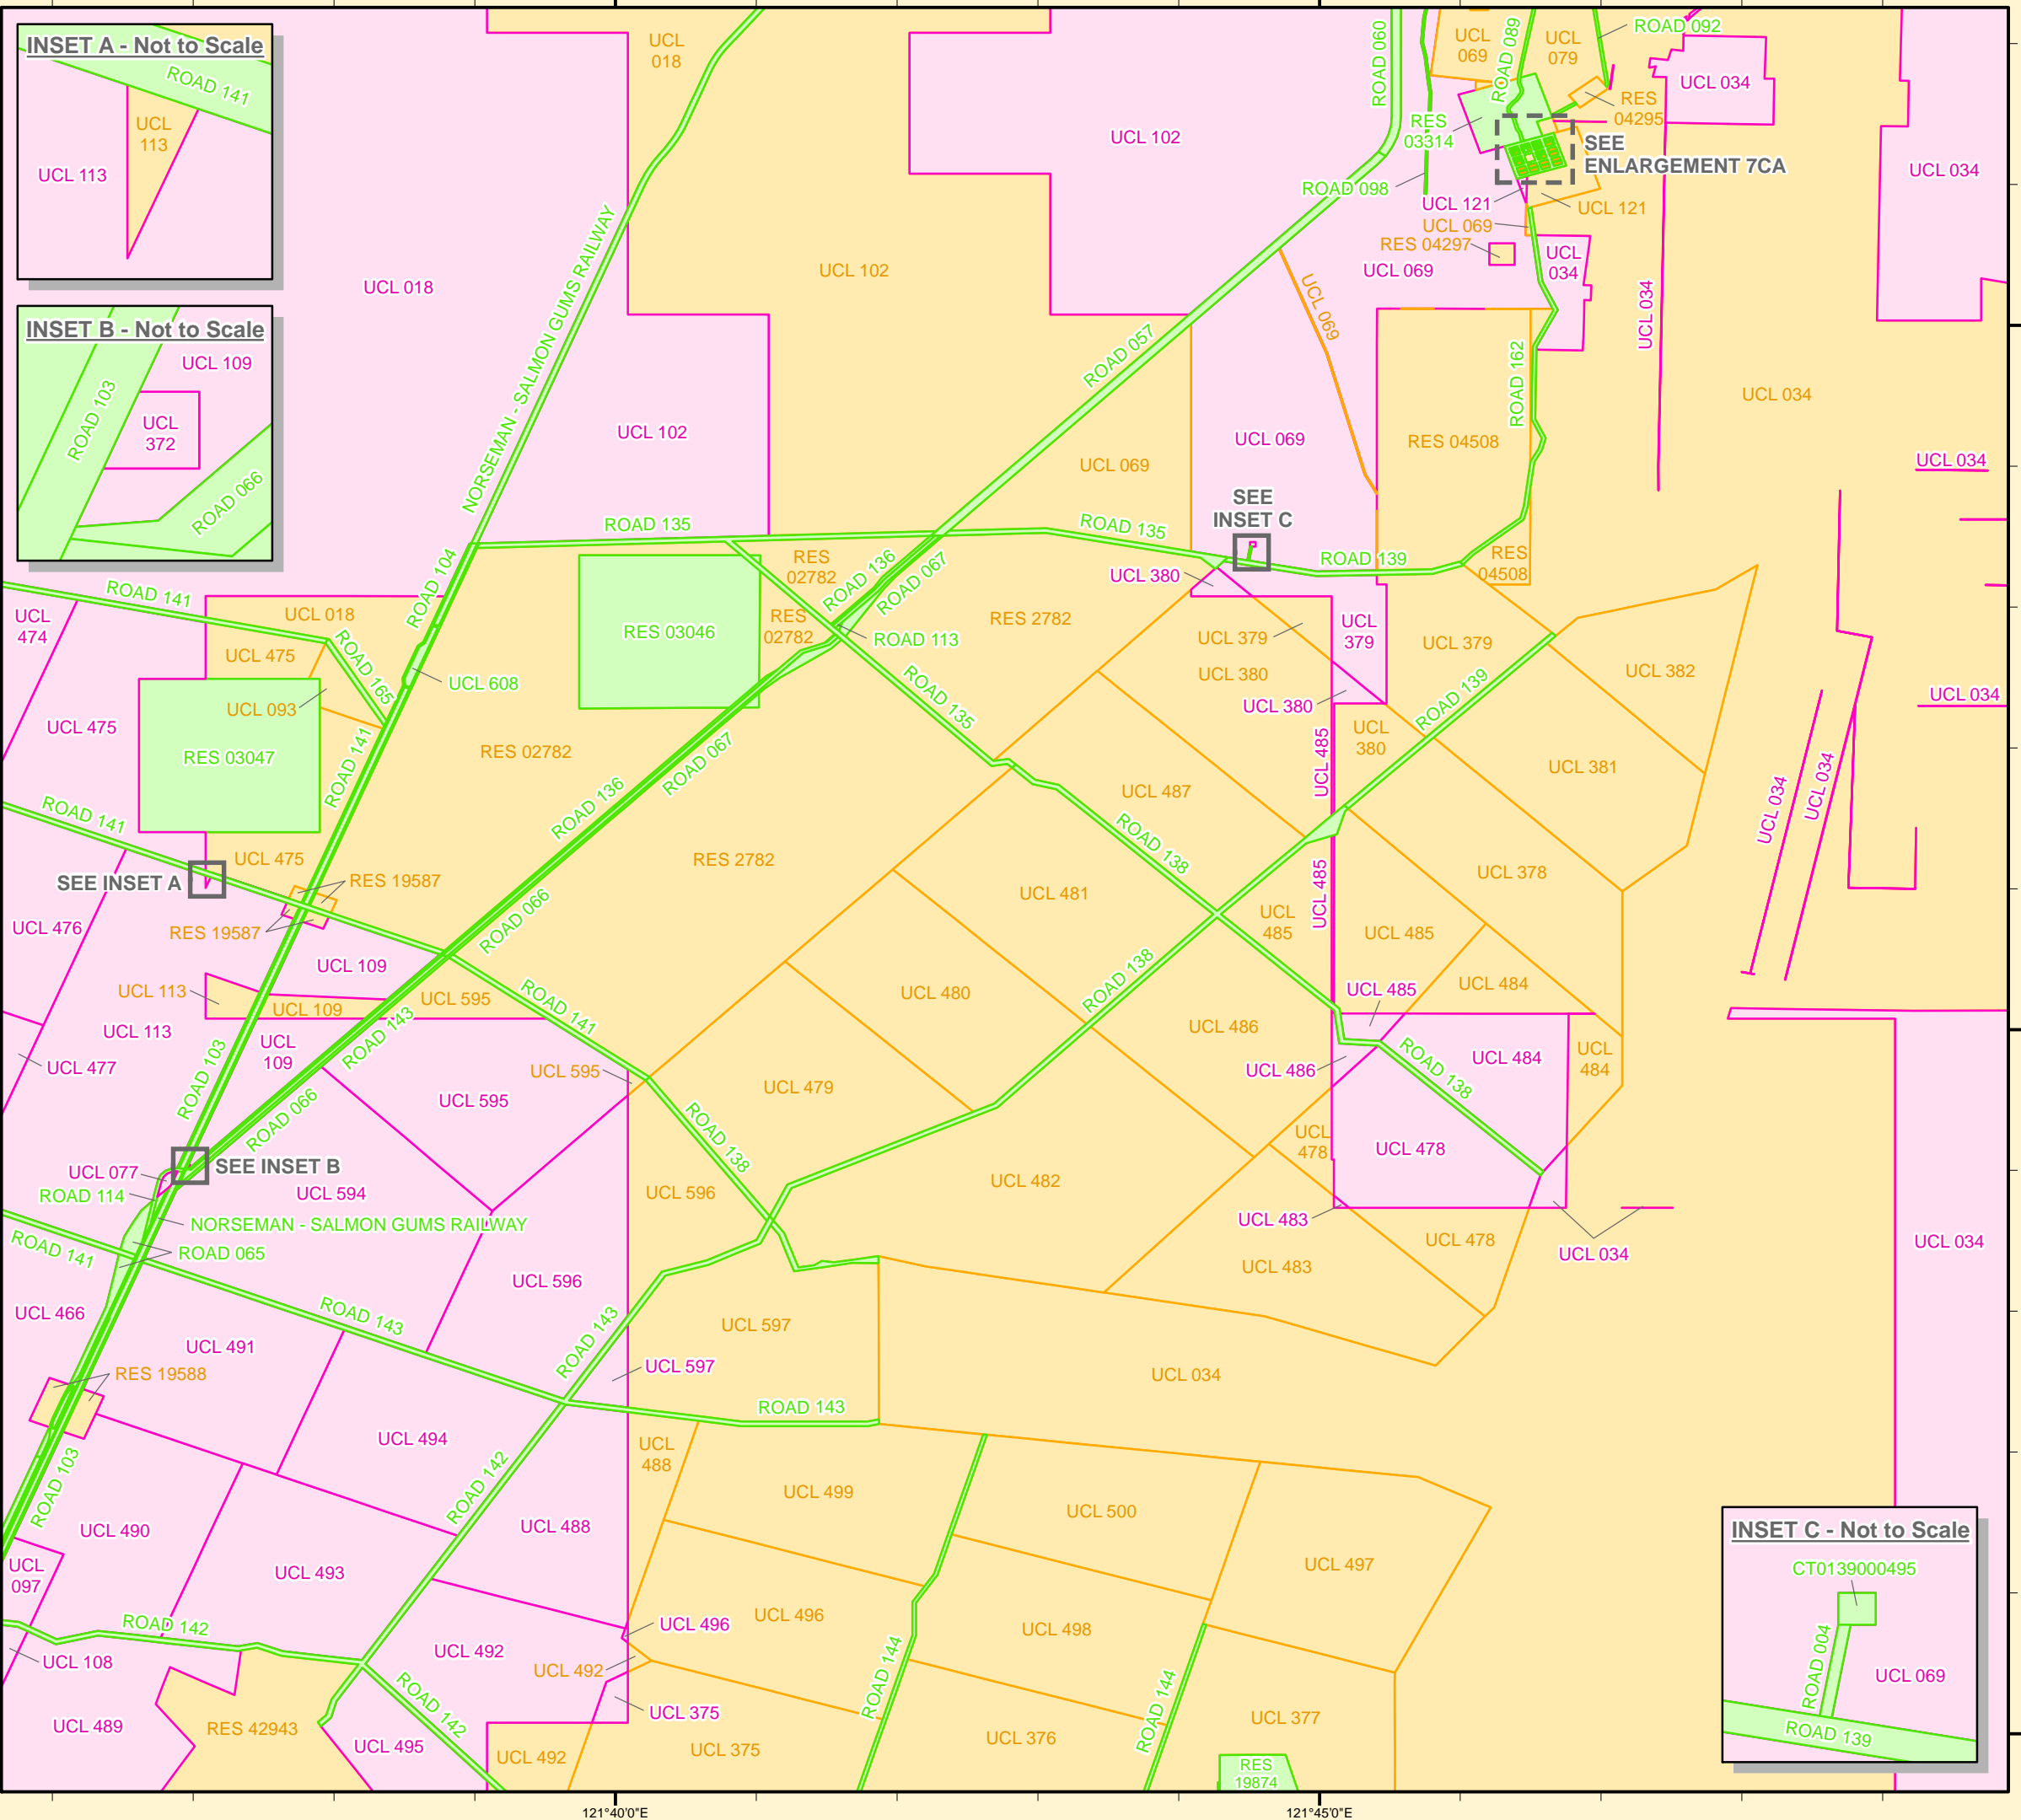 INSET A - Not to Scale
ROAD 141
UCL
113
UCL 113
INSET B - Not to Scale
UCL 109
ROAD 103
UCL
372
ROAD 066
UCL
018
UCL 018
NORSEMAN - SALMON GUMS RAILWAY
UCL 102
UCL 102
UCL 102
ROAD 060
UCL
069
ROAD 089
UCL
079
ROAD 092
RES
04295
RES
03314
SEE
ENLARGEMENT 7CA
UCL 034
UCL 034
ROAD 098
UCL 121
UCL 121
UCL 069
RES 04297
UCL 069
UCL
034
UCL 069
UCL 034
ROAD 057
ROAD 162
UCL 034
UCL 069
UCL 069
RES 04508
UCL 034
SEE
INSET C
ROAD 135
ROAD 135
ROAD 139
RES
04508
ROAD 104
RES
02782
ROAD 136
ROAD 067
UCL 380
ROAD 141
UCL
474
UCL 018
UCL 475
ROAD 165
UCL 608
RES 03046
RES
02782
ROAD 113
RES 2782
UCL 379
UCL
379
UCL 379
UCL 382
UCL 380
UCL 380
UCL 093
UCL 475
RES 03047
ROAD 141
RES 02782
ROAD 067
ROAD 135
ROAD 139
UCL
380
UCL 381
UCL 034
UCL 485
UCL 034
UCL 034
ROAD 141
ROAD 136
UCL 487
ROAD 138
UCL 475
RES 2782
SEE INSET A
RES 19587
RES 19587
UCL 481
UCL 378
UCL 485
UCL
485
UCL 485
UCL 476
ROAD 066
UCL 109
UCL 113
UCL 109
UCL 595
ROAD 141
UCL 480
ROAD 138
UCL 485
UCL 484
UCL 113
UCL
109
ROAD 143
UCL 486
UCL 484
UCL
484
UCL 477
UCL 595
UCL 486
ROAD 138
ROAD 103
UCL 595
UCL 479
ROAD 066
ROAD 138
UCL
478
UCL 478
UCL 077
SEE INSET B
ROAD 114
UCL 594
UCL 596
UCL 482
NORSEMAN - SALMON GUMS RAILWAY
UCL 483
UCL 478
UCL 034
UCL 034
ROAD 141
ROAD 065
UCL 596
UCL 483
UCL 466
ROAD 143
ROAD 143
UCL 597
UCL 491
UCL 597
UCL 034
RES 19588
ROAD 143
UCL 494
UCL
488
ROAD 142
ROAD 103
UCL 499
UCL 500
UCL 490
UCL 488
UCL 497
UCL
097
UCL 493
UCL 496
UCL 498
ROAD 142
UCL 496
UCL 108
UCL 492
UCL 492
ROAD 144
ROAD 144
UCL 375
UCL 489
RES 42943
ROAD 142
UCL 495
UCL 492
UCL 375
UCL 376
UCL 377
RES
19874
INSET C - Not to Scale
CT0139000495
ROAD 004
UCL 069
ROAD 139
121°40'0"E
121°45'0"E